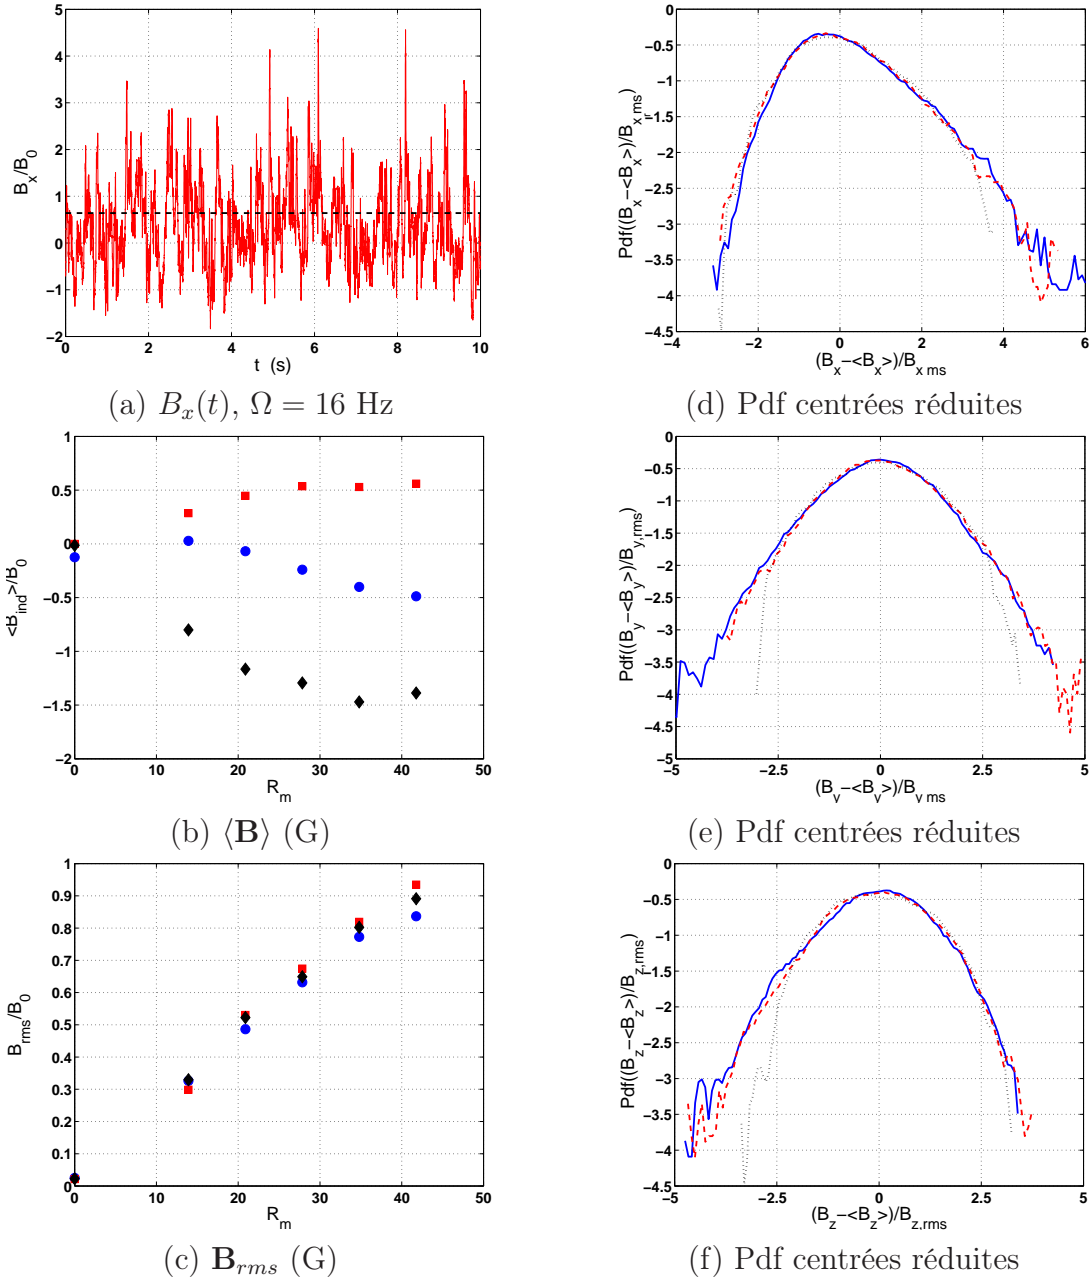 5
4
3
2
1
0
−1
−2
B_x/B_0
0 2 4 6 8 10
t (s)
(a) B_x(t), Ω = 16 Hz
0
−0.5
−1
−1.5
−2
−2.5
−3
−3.5
−4
−4.5
Pdf((B_x−<B_x>)/B_x ms)
−4 −2 0 2 4 6
(B_x−<B_x>)/B_x ms
(d) Pdf centrées réduites
1
0.5
0
−0.5
−1
−1.5
−2
<B_ind>/B_0
0 10 20 30 40 50
R_m
(b) ⟨B⟩ (G)
0
−0.5
−1
−1.5
−2
−2.5
−3
−3.5
−4
−4.5
−5
Pdf((B_y−<B_y>)/B_y,rms)
−5 −2.5 0 2.5 5
(B_y−<B_y>)/B_y ms
(e) Pdf centrées réduites
1
0.9
0.8
0.7
0.6
0.5
0.4
0.3
0.2
0.1
0
B_rms/B_0
0 10 20 30 40 50
R_m
(c) B_rms (G)
0
−0.5
−1
−1.5
−2
−2.5
−3
−3.5
−4
−4.5
Pdf((B_z−<B_z>)/B_z,rms)
−5 −2.5 0 2.5 5
(B_z−<B_z>)/B_z,rms
(f) Pdf centrées réduites